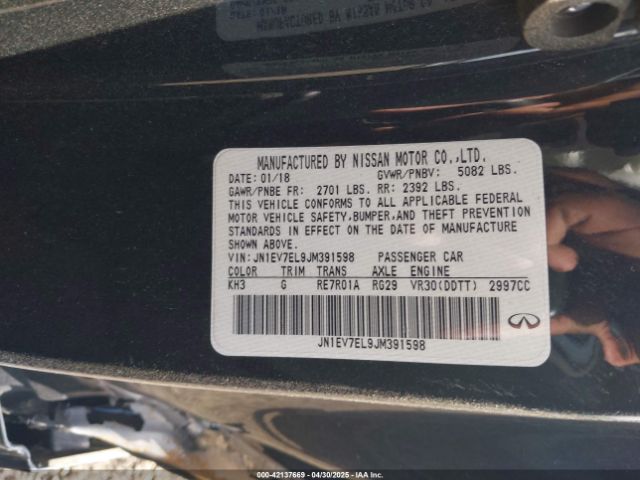 MANUFACTURED BY NISSAN MOTOR CO.,LTD.
DATE: 01/18 GVWR/PNBV: 5082 LBS.
GAWR/PNBE FR: 2701 LBS. RR: 2392 LBS.
THIS VEHICLE CONFORMS TO ALL APPLICABLE FEDERAL
MOTOR VEHICLE SAFETY,BUMPER,AND THEFT PREVENTION
STANDARDS IN EFFECT ON THE DATE OF MANUFACTURE
SHOWN ABOVE.
VIN: JN1EV7EL9JM391598 PASSENGER CAR
COLOR TRIM TRANS AXLE ENGINE
KH3 G RE7R01A RG29 VR30(DDTT) 2997CC
JN1EV7EL9JM391598
000-42137669 - 04/30/2025 - IAA